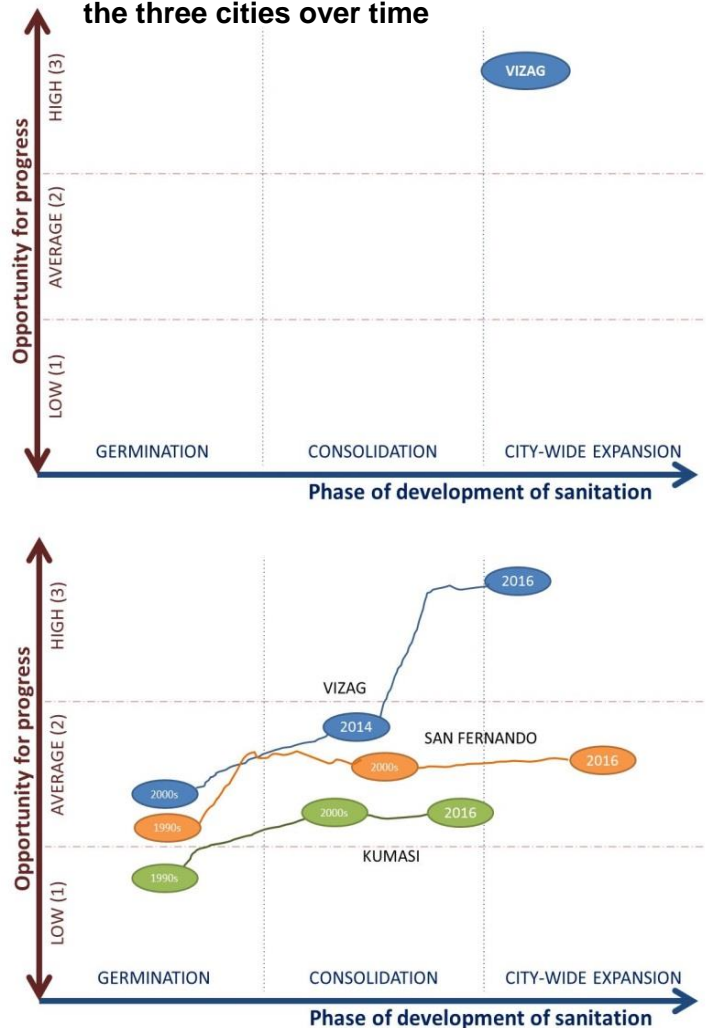 the three cities over time
Opportunity for progress
HIGH (3)
AVERAGE (2)
LOW (1)
VIZAG
GERMINATION
CONSOLIDATION
CITY-WIDE EXPANSION
Phase of development of sanitation
Opportunity for progress
HIGH (3)
AVERAGE (2)
LOW (1)
2016
VIZAG
2014
SAN FERNANDO
2000s
2000s
2016
1990s
2000s
2016
KUMASI
1990s
GERMINATION
CONSOLIDATION
CITY-WIDE EXPANSION
Phase of development of sanitation